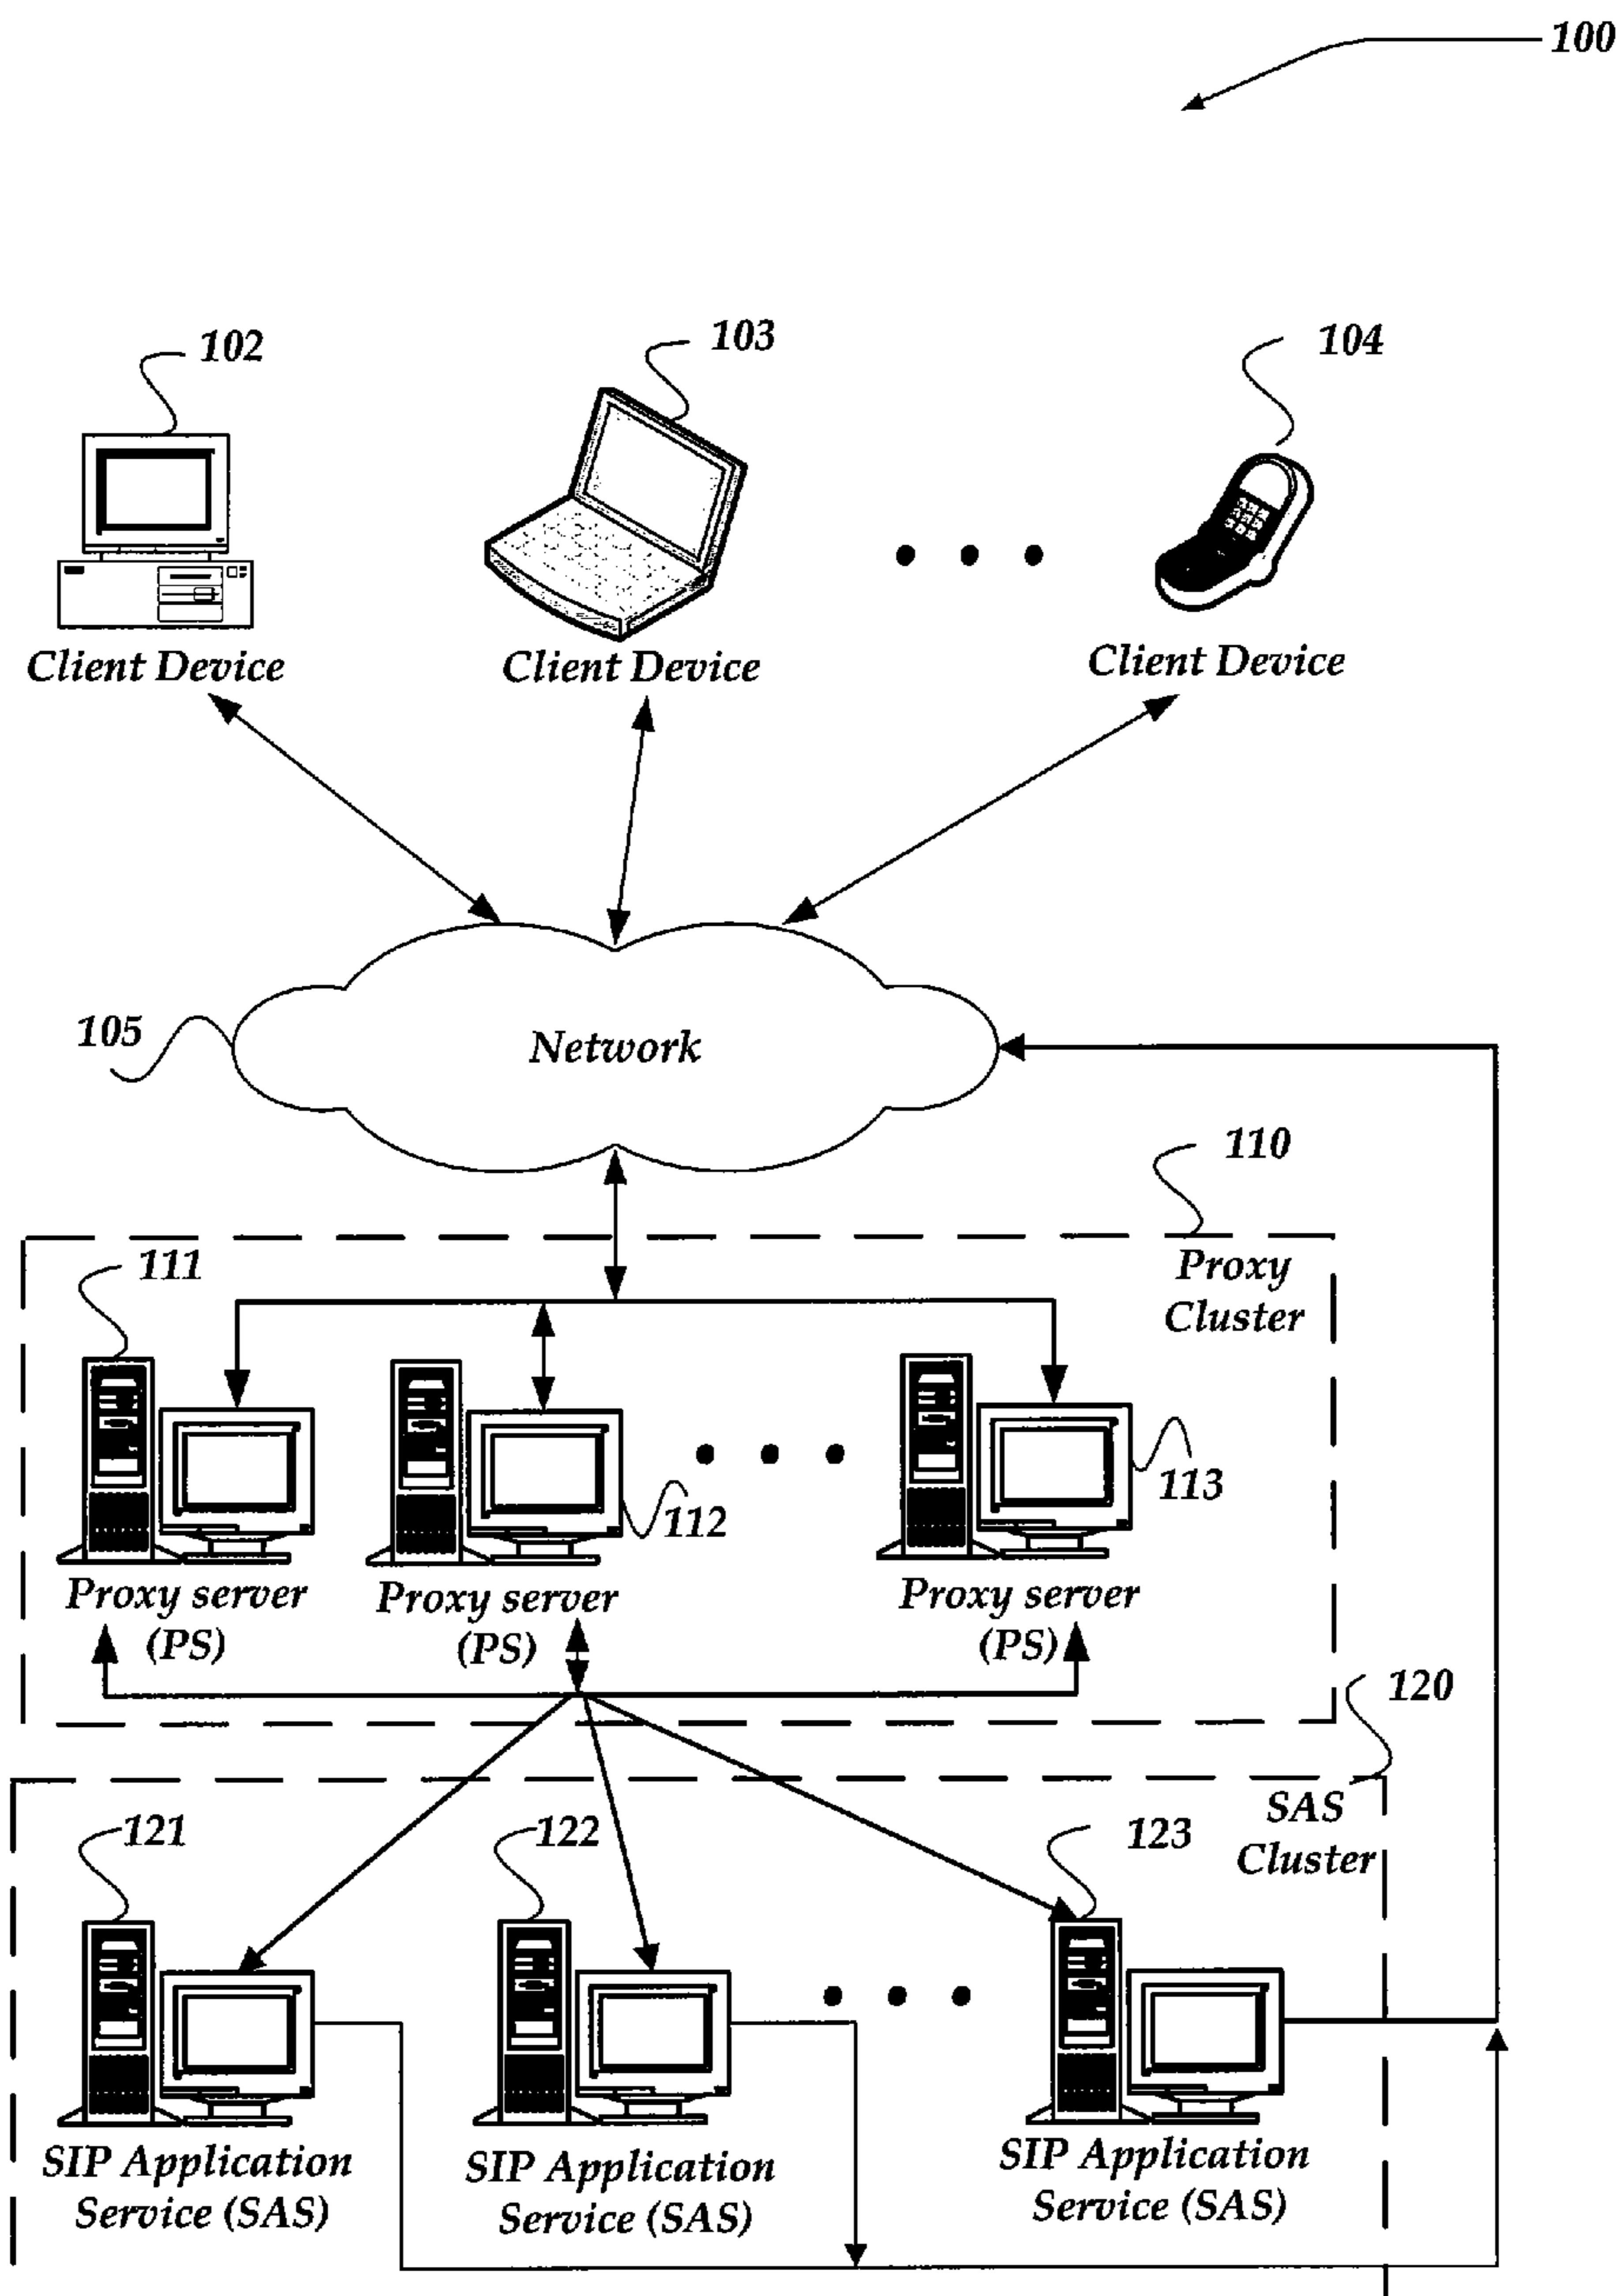 100
102
103
104
Client Device
Client Device
Client Device
105
Network
110
Proxy
Cluster
111
112
113
Proxy server
(PS)
Proxy server
(PS)
Proxy server
(PS)
120
SAS
Cluster
121
122
123
SIP Application
Service (SAS)
SIP Application
Service (SAS)
SIP Application
Service (SAS)